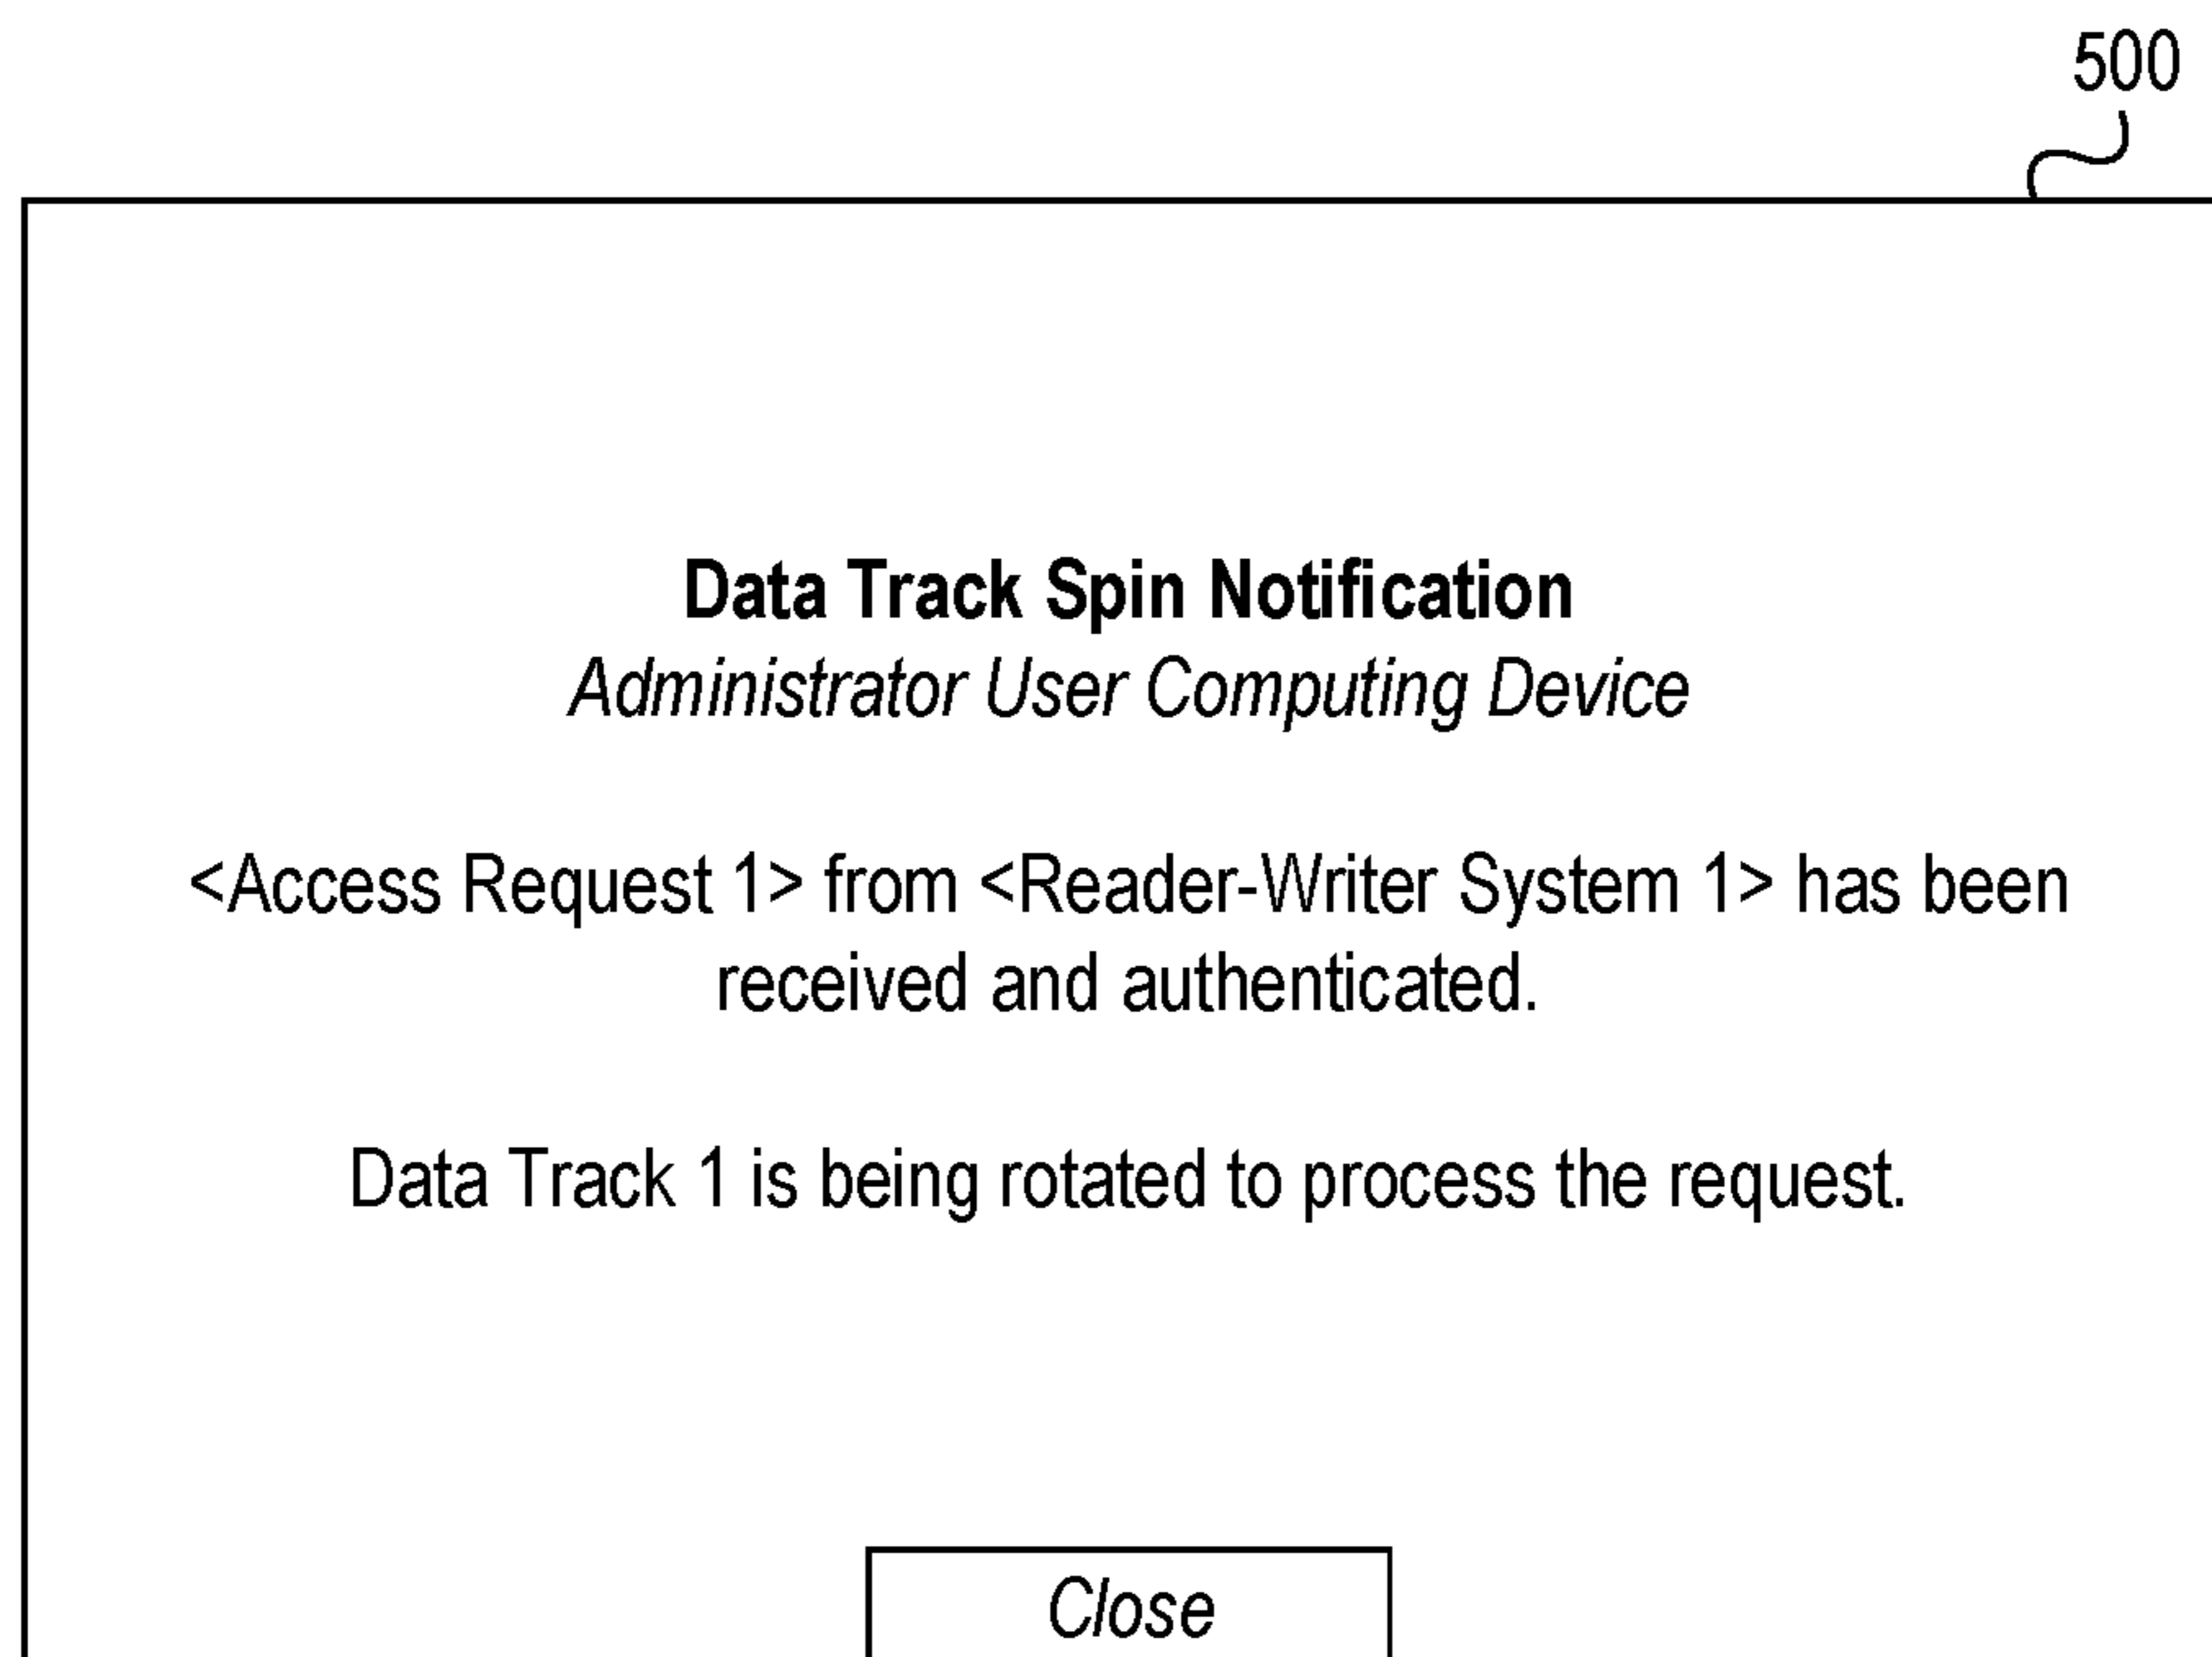 500
Data Track Spin Notification
Administrator User Computing Device
<Access Request 1> from <Reader-Writer System 1> has been
received and authenticated.
Data Track 1 is being rotated to process the request.
Close